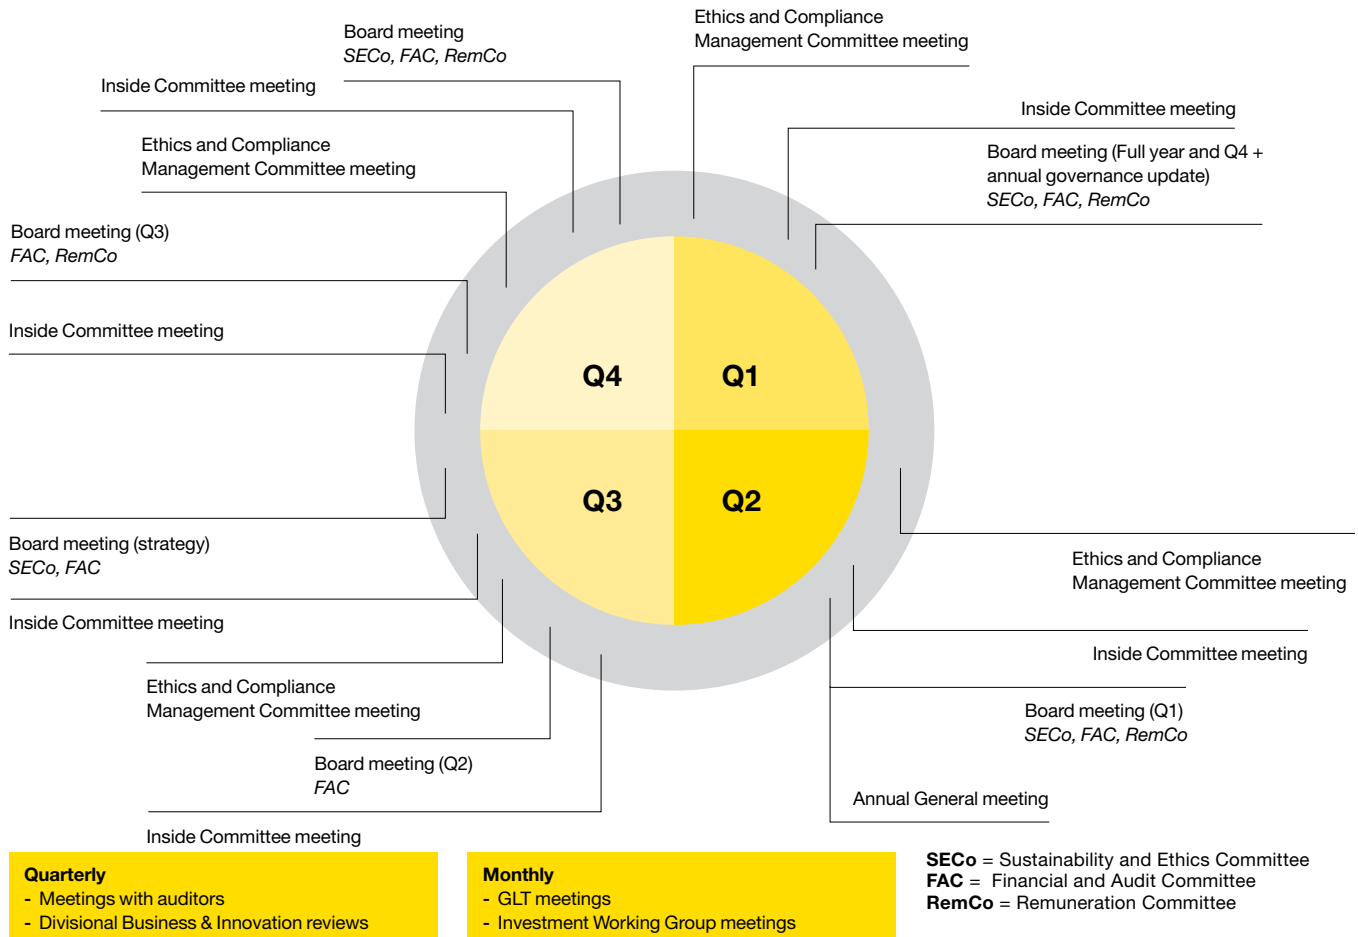 Ethics and Compliance
Management Committee meeting
Board meeting
SECo, FAC, RemCo
Inside Committee meeting
Inside Committee meeting
Ethics and Compliance
Management Committee meeting
Board meeting (Full year and Q4 +
annual governance update)
SECo, FAC, RemCo
Board meeting (Q3)
FAC, RemCo
Inside Committee meeting
Q4
Q1
Q3
Q2
Board meeting (strategy)
SECo, FAC
Ethics and Compliance
Management Committee meeting
Inside Committee meeting
Inside Committee meeting
Ethics and Compliance
Management Committee meeting
Board meeting (Q1)
SECo, FAC, RemCo
Board meeting (Q2)
FAC
Annual General meeting
Inside Committee meeting
Quarterly
- Meetings with auditors
- Divisional Business & Innovation reviews
Monthly
- GLT meetings
- Investment Working Group meetings
SECo = Sustainability and Ethics Committee
FAC = Financial and Audit Committee
RemCo = Remuneration Committee